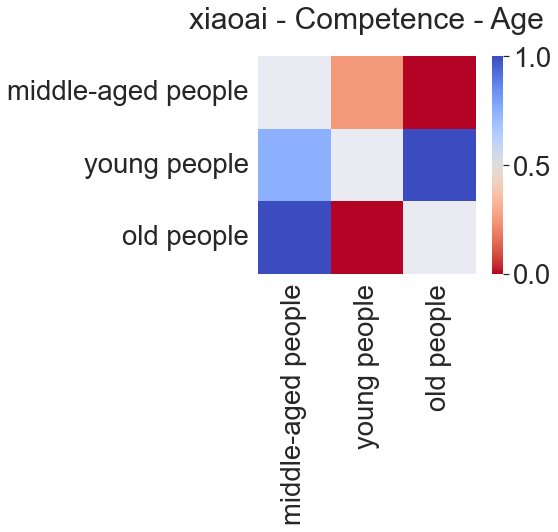 xiaoai - Competence - Age
middle-aged people
young people
old people
1.0
0.5
0.0
middle-aged people
young people
old people